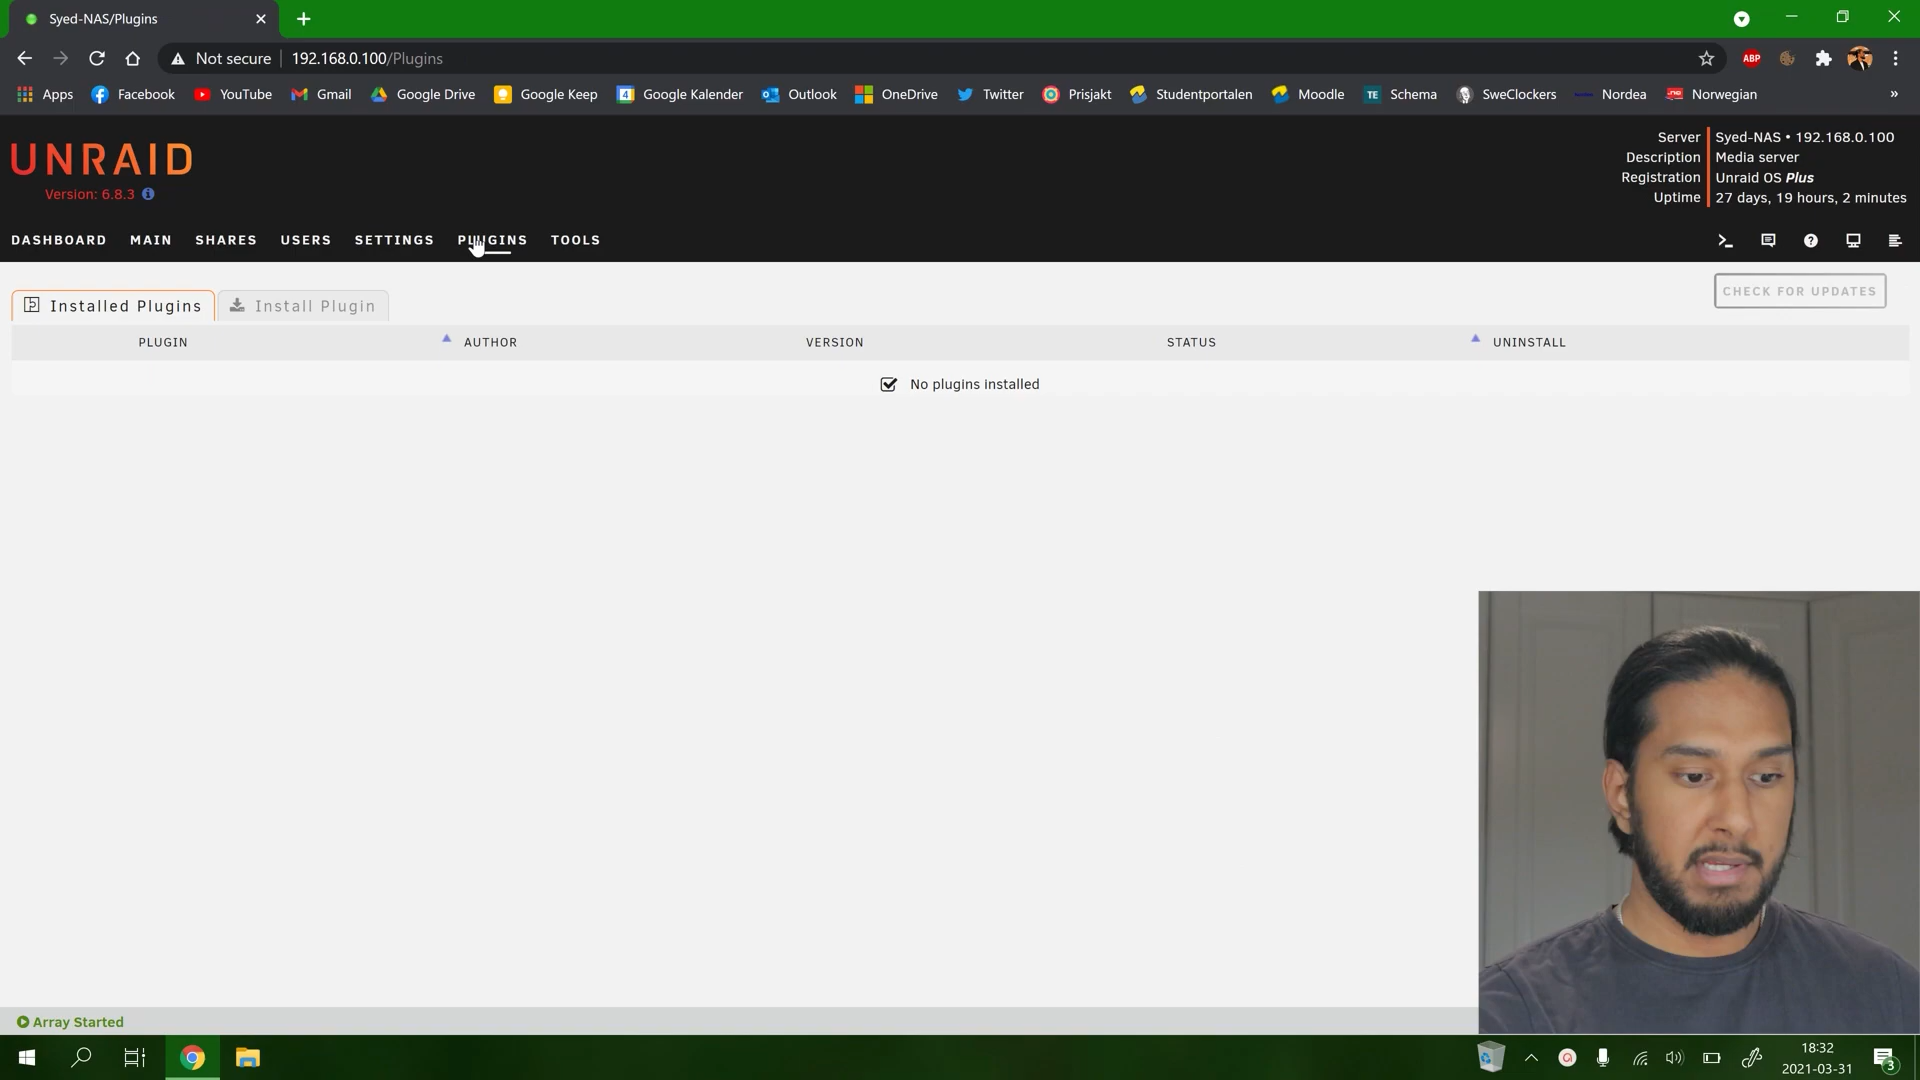 Syed-NAS/Plugins
Not secure 192.168.0.100/Plugins
ABP
Apps Facebook YouTube Gmail Google Drive Google Keep 4 Google Kalender Outlook OneDrive Twitter Prisjakt Studentportalen Moodle TE Schema SweClockers Nordea Norwegian »
UNRAID
Version: 6.8.3
Server Syed-NAS • 192.168.0.100
Description Media server
Registration Unraid OS Plus
Uptime 27 days, 19 hours, 2 minutes
DASHBOARD MAIN SHARES USERS SETTINGS PLUGINS TOOLS
Installed Plugins Install Plugin CHECK FOR UPDATES
PLUGIN AUTHOR VERSION STATUS UNINSTALL
No plugins installed
Array Started
18:32
2021-03-31
3